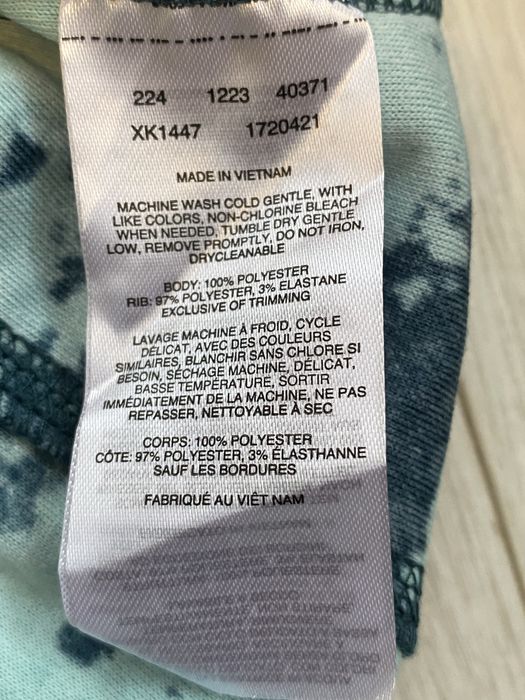 224 1223 40371
XK1447 1720421
MADE IN VIETNAM
MACHINE WASH COLD GENTLE, WITH
LIKE COLORS, NON-CHLORINE BLEACH
WHEN NEEDED, TUMBLE DRY GENTLE
LOW, REMOVE PROMPTLY, DO NOT IRON,
DRYCLEANABLE
BODY: 100% POLYESTER
RIB: 97% POLYESTER, 3% ELASTANE
EXCLUSIVE OF TRIMMING
LAVAGE MACHINE À FROID, CYCLE
DÉLICAT, AVEC DES COULEURS
SIMILAIRES, BLANCHIR SANS CHLORE SI
BESOIN, SÉCHAGE MACHINE, DÉLICAT,
BASSE TEMPÉRATURE, SORTIR
IMMÉDIATEMENT DE LA MACHINE, NE PAS
REPASSER, NETTOYABLE À SEC
CORPS: 100% POLYESTER
CÔTE: 97% POLYESTER, 3% ÉLASTHANNE
SAUF LES BORDURES
FABRIQUÉ AU VIÊT NAM